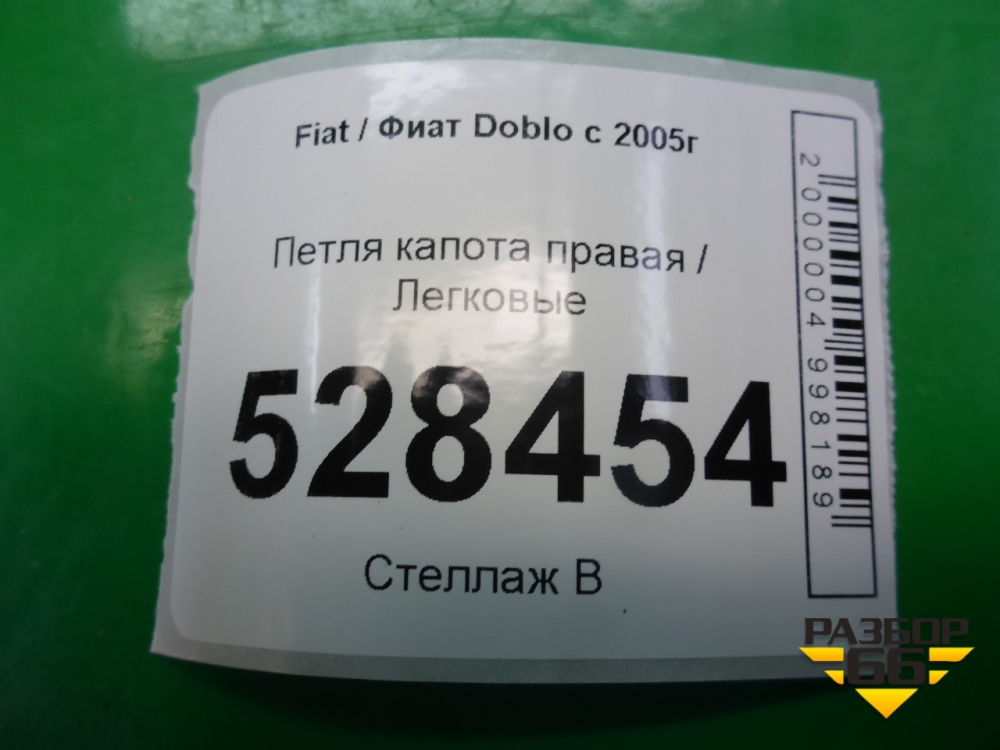 Fiat / Фиат Doblo с 2005г
Петля капота правая /
Легковые
528454
Стеллаж В
2000004998189
РАЗБОР
66